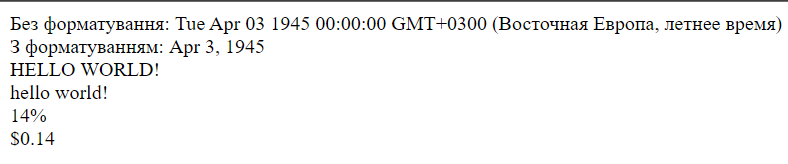 Без форматування: Tue Apr 03 1945 00:00:00 GMT+0300 (Восточная Европа, летнее время)
З форматуванням: Apr 3, 1945
HELLO WORLD!
hello world!
14%
$0.14